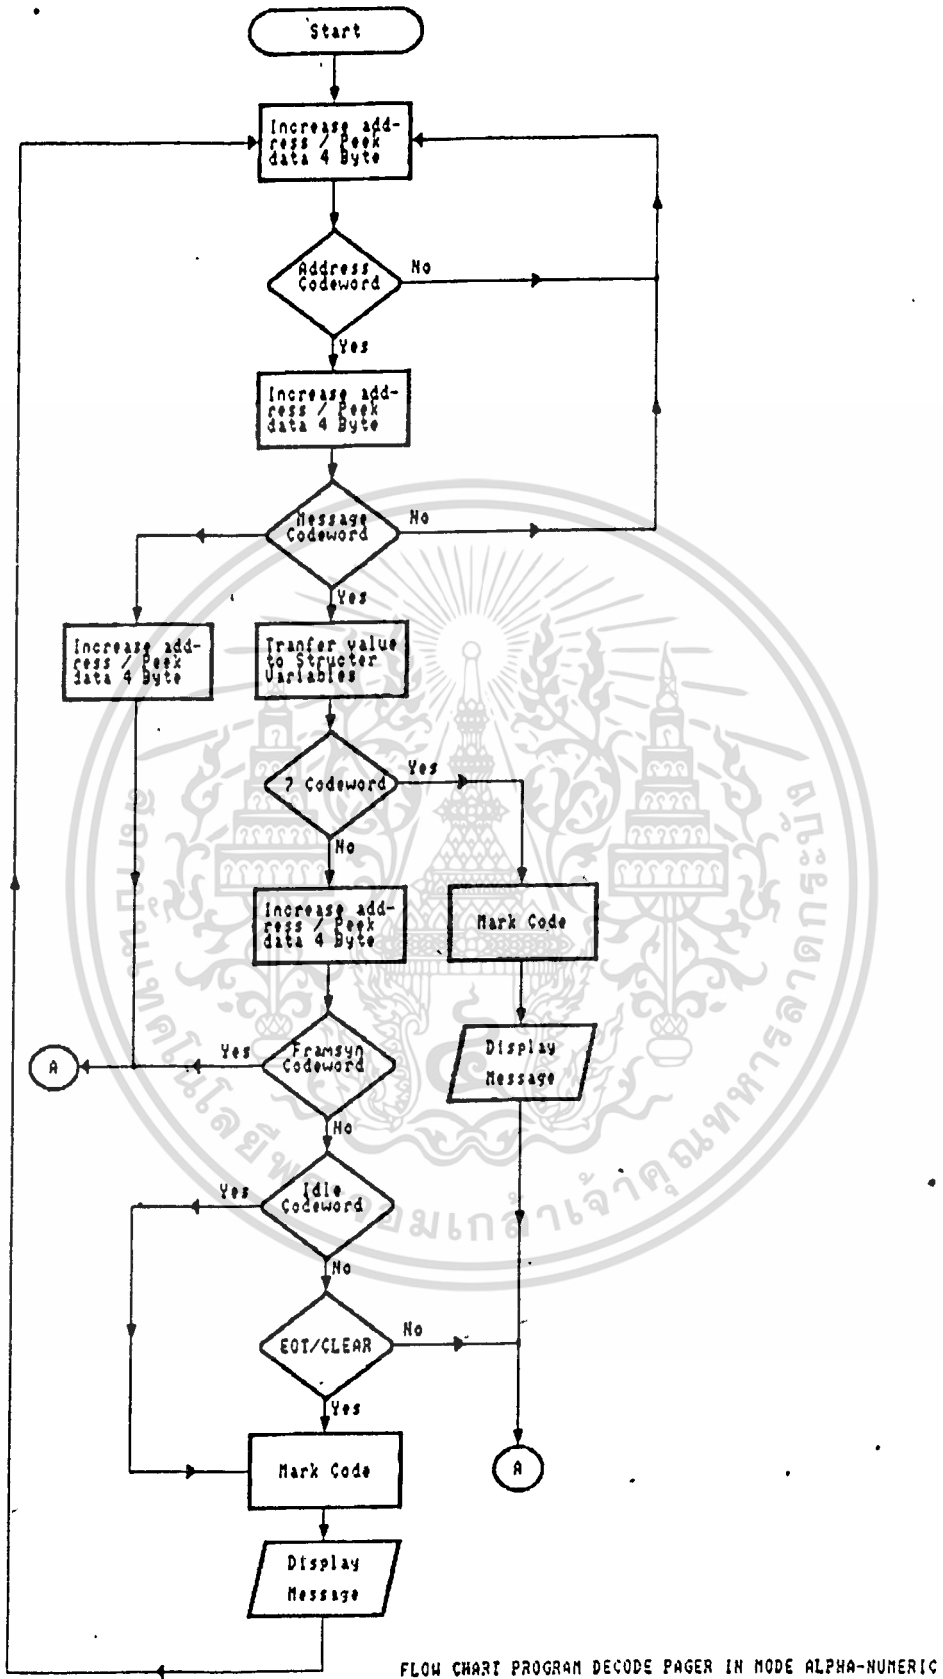 Start
Increase add-
ress / Peek
data 4 Byte
Address
Codeword
No
Yes
Increase add-
ress / Peek
data 4 Byte
Message
Codeword
No
Yes
Increase add-
ress / Peek
data 4 Byte
Tranfer value
to Structer
Variables
? Codeword
Yes
No
Increase add-
ress / Peek
data 4 Byte
Mark Code
Framsyn
Codeword
Yes
A
No
Display
Message
Idle
Codeword
Yes
No
EOT/CLEAR
No
Yes
Mark Code
A
Display
Message
FLOW CHART PROGRAM DECODE PAGER IN MODE ALPHA-NUMERIC